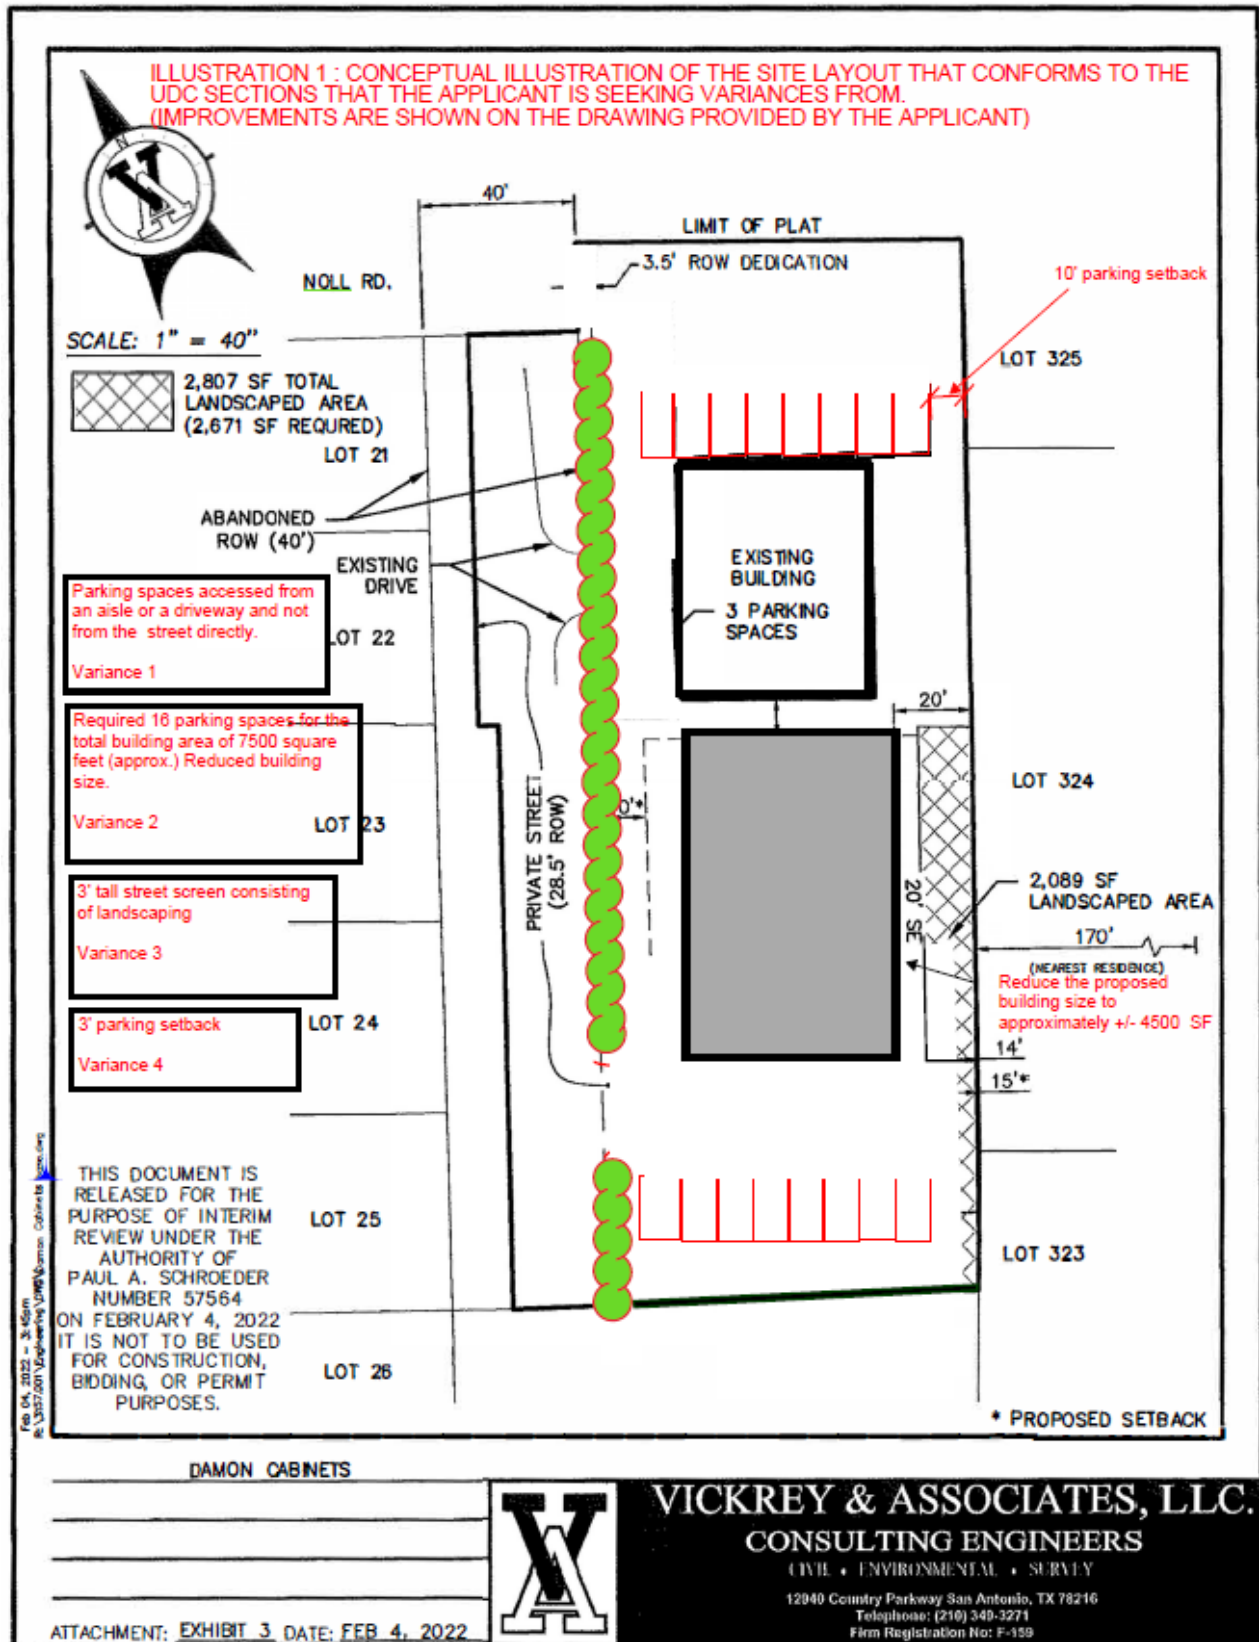 ILLUSTRATION 1 : CONCEPTUAL ILLUSTRATION OF THE SITE LAYOUT THAT CONFORMS TO THE
UDC SECTIONS THAT THE APPLICANT IS SEEKING VARIANCES FROM.
(IMPROVEMENTS ARE SHOWN ON THE DRAWING PROVIDED BY THE APPLICANT)
N
40'
LIMIT OF PLAT
3.5' ROW DEDICATION
NOLL RD.
10' parking setback
SCALE: 1" = 40"
LOT 325
2,807 SF TOTAL
LANDSCAPED AREA
(2,671 SF REQURED)
LOT 21
ABANDONED
ROW (40')
EXISTING
DRIVE
EXISTING
BUILDING
3 PARKING
SPACES
Parking spaces accessed from
an aisle or a driveway and not
from the street directly.
Variance 1
LOT 22
20'
Required 16 parking spaces for the
total building area of 7500 square
feet (approx.) Reduced building
size.
Variance 2
LOT 23
PRIVATE STREET
(28.5' ROW)
0'*
LOT 324
20' SE
2,089 SF
LANDSCAPED AREA
170'
(NEAREST RESIDENCE)
Reduce the proposed
building size to
approximately +/- 4500 SF
3' tall street screen consisting
of landscaping
Variance 3
3' parking setback
Variance 4
LOT 24
14'
15'*
THIS DOCUMENT IS
RELEASED FOR THE
PURPOSE OF INTERIM
REVIEW UNDER THE
AUTHORITY OF
PAUL A. SCHROEDER
NUMBER 57564
ON FEBRUARY 4, 2022
IT IS NOT TO BE USED
FOR CONSTRUCTION,
BIDDING, OR PERMIT
PURPOSES.
LOT 25
LOT 323
LOT 26
* PROPOSED SETBACK
Feb 04, 2022 - 3:46pm
DAMON CABINETS
ATTACHMENT: EXHIBIT 3 DATE: FEB 4, 2022
VA
VICKREY & ASSOCIATES, LLC.
CONSULTING ENGINEERS
CIVIL • ENVIRONMENTAL • SURVEY
12940 Country Parkway San Antonio, TX 78216
Telephone: (210) 349-3271
Firm Registration No: F-159